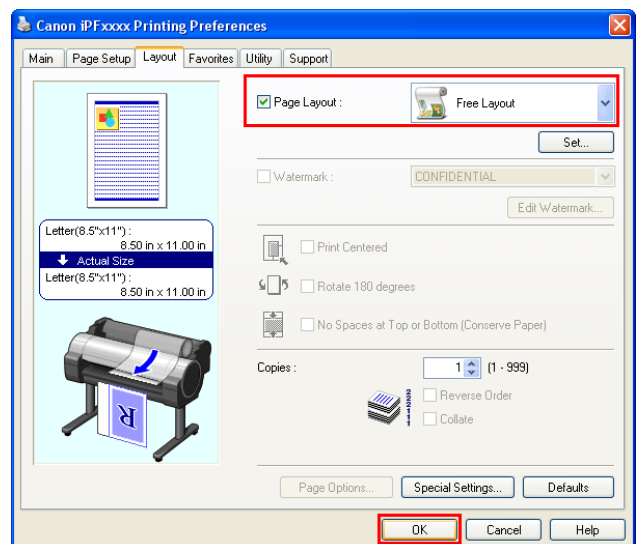 Canon iPFxxxx Printing Preferences
Main Page Setup Layout Favorites Utility Support
Page Layout : Free Layout
Set...
Watermark : CONFIDENTIAL
Edit Watermark...
Letter(8.5"x11") :
8.50 in x 11.00 in
Actual Size
Letter(8.5"x11") :
8.50 in x 11.00 in
Print Centered
Rotate 180 degrees
No Spaces at Top or Bottom (Conserve Paper)
Copies : 1 (1 - 999)
Reverse Order
Collate
R
Page Options... Special Settings... Defaults
OK Cancel Help